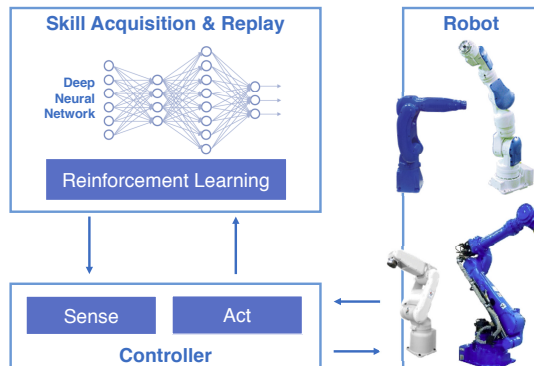 Skill Acquisition & Replay
Deep
Neural
Network
Reinforcement Learning
Robot
Sense
Act
Controller